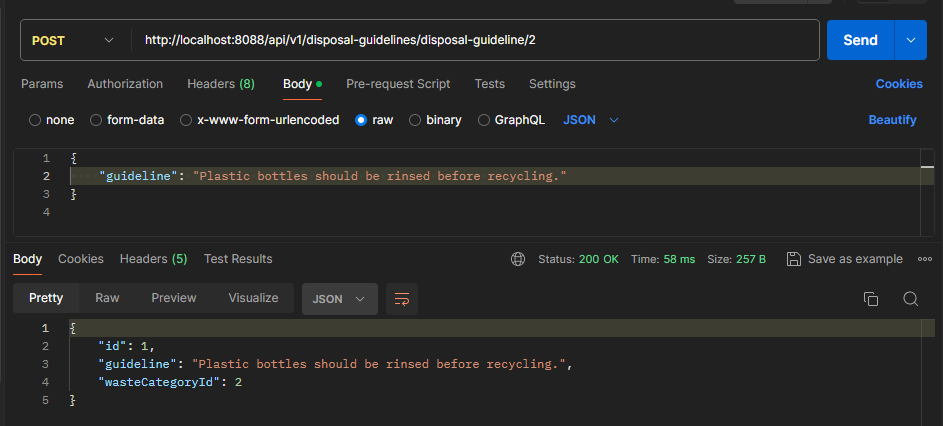 POST http://localhost:8088/api/v1/disposal-guidelines/disposal-guideline/2 Send
Params Authorization Headers (8) Body Pre-request Script Tests Settings Cookies
none form-data x-www-form-urlencoded raw binary GraphQL JSON Beautify
1 {
2 "guideline": "Plastic bottles should be rinsed before recycling."
3 }
4
Body Cookies Headers (5) Test Results Status: 200 OK Time: 58 ms Size: 257 B Save as example
Pretty Raw Preview Visualize JSON
1 {
2 "id": 1,
3 "guideline": "Plastic bottles should be rinsed before recycling.",
4 "wasteCategoryId": 2
5 }